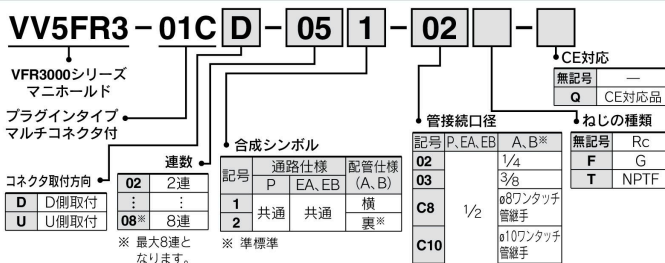 VV5FR3-01CD-051-02□-□
VFR3000シリーズ
マニホールド
プラグインタイプ
マルチコネクタ付
コネクタ取付方向
D D側取付
U U側取付
連数
02 2連
⋮ ⋮
08※ 8連
※ 最大8連と
なります。
合成シンボル
記号 通路仕様 配管仕様
P EA、EB (A、B)
1 共通 共通 横
2 裏※
※ 準標準
管接続口径
記号 P、EA、EB A、B※
02 1/2 1/4
03 3/8
C8 ø8ワンタッチ
管継手
C10 ø10ワンタッチ
管継手
ねじの種類
無記号 Rc
F G
T NPTF
CE対応
無記号 —
Q CE対応品